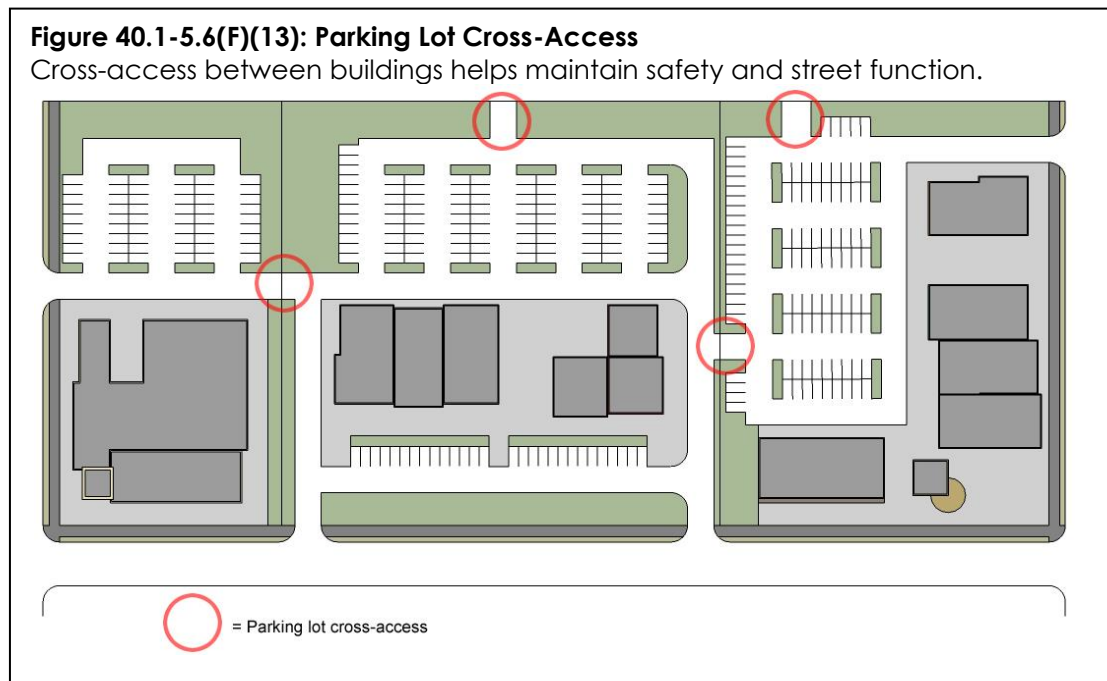 Figure 40.1-5.6(F)(13): Parking Lot Cross-Access
Cross-access between buildings helps maintain safety and street function.
= Parking lot cross-access